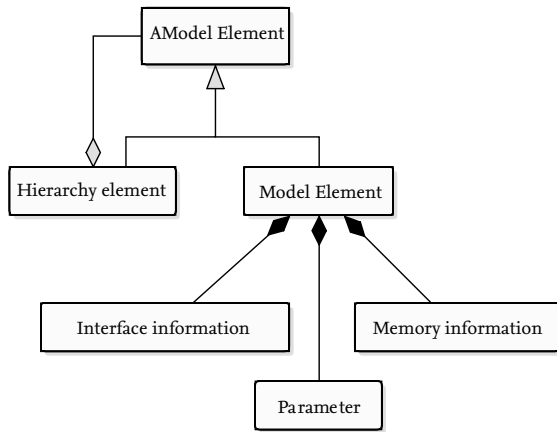 AModel Element
Hierarchy element
Model Element
Interface information
Memory information
Parameter